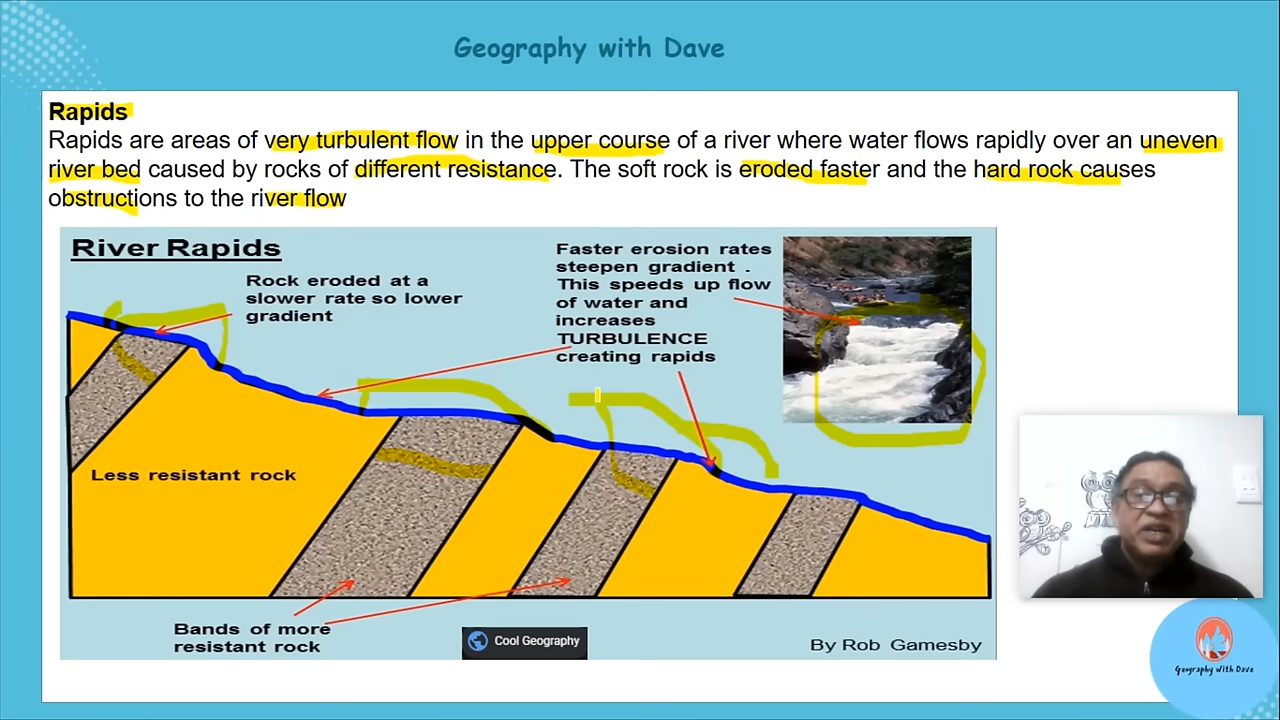 Geography with Dave
Rapids
Rapids are areas of very turbulent flow in the upper course of a river where water flows rapidly over an uneven
river bed caused by rocks of different resistance. The soft rock is eroded faster and the hard rock causes
obstructions to the river flow
River Rapids
Rock eroded at a
slower rate so lower
gradient
Faster erosion rates
steepen gradient .
This speeds up flow
of water and
increases
TURBULENCE
creating rapids
Less resistant rock
Bands of more
resistant rock
Cool Geography
By Rob Gamesby
Geography with Dave